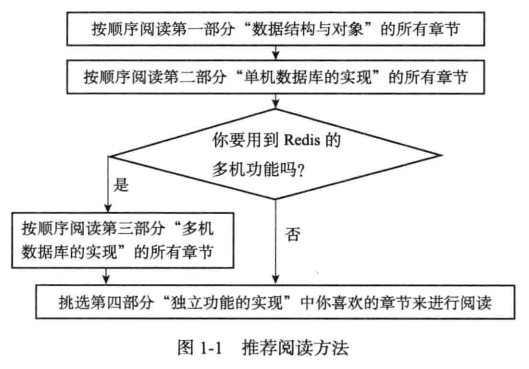 按顺序阅读第一部分“数据结构与对象”的所有章节
按顺序阅读第二部分“单机数据库的实现”的所有章节
你要用到 Redis 的
多机功能吗？
是
按顺序阅读第三部分“多机
数据库的实现”的所有章节
否
挑选第四部分“独立功能的实现”中你喜欢的章节来进行阅读
图 1-1 推荐阅读方法